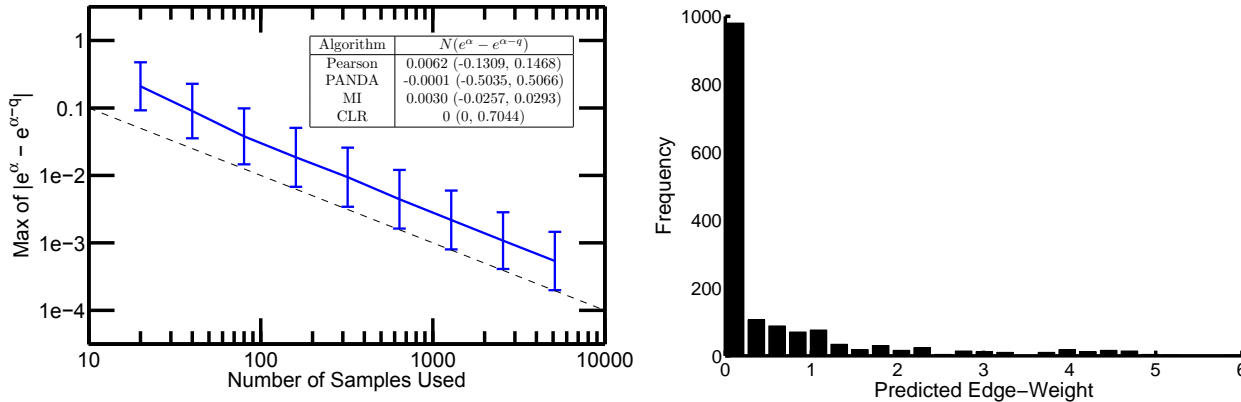 Max of |e^α − e^α−q|
1
0.1
1e−2
1e−3
1e−4
10
100
1000
10000
Number of Samples Used
Algorithm N(e^α − e^α−q)
Pearson 0.0062 (-0.1309, 0.1468)
PANDA -0.0001 (-0.5035, 0.5066)
MI 0.0030 (-0.0257, 0.0293)
CLR 0 (0, 0.7044)
Frequency
1000
800
600
400
200
0
0
1
2
3
4
5
6
Predicted Edge−Weight